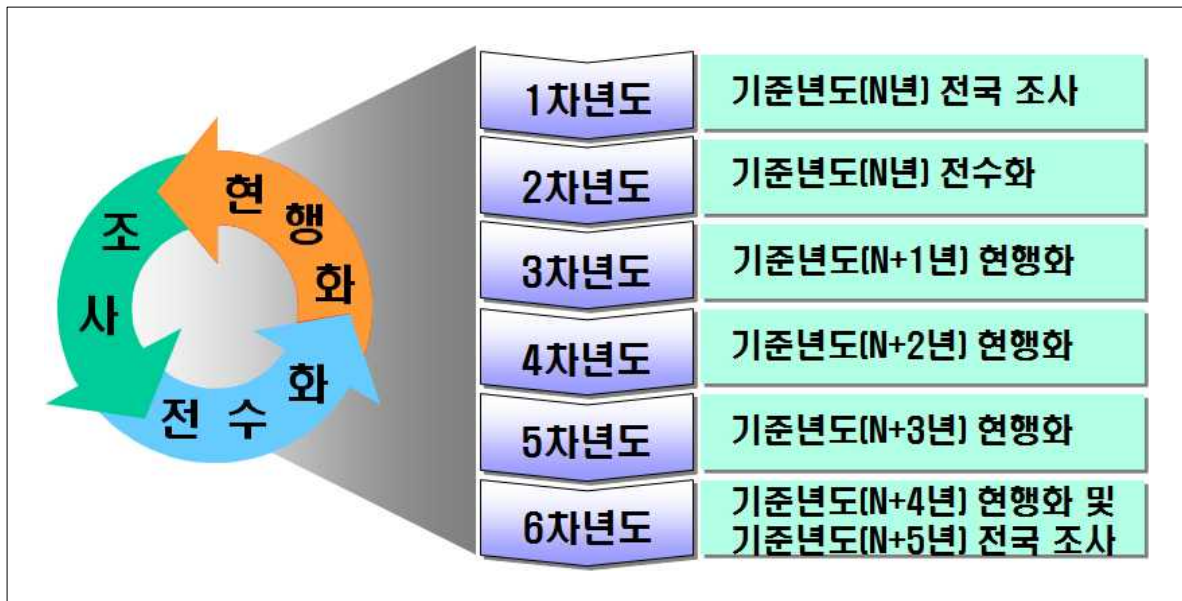 조사
전수화
현행화
1차년도
기준년도(N년) 전국 조사
2차년도
기준년도(N년) 전수화
3차년도
기준년도(N+1년) 현행화
4차년도
기준년도(N+2년) 현행화
5차년도
기준년도(N+3년) 현행화
6차년도
기준년도(N+4년) 현행화 및
기준년도(N+5년) 전국 조사